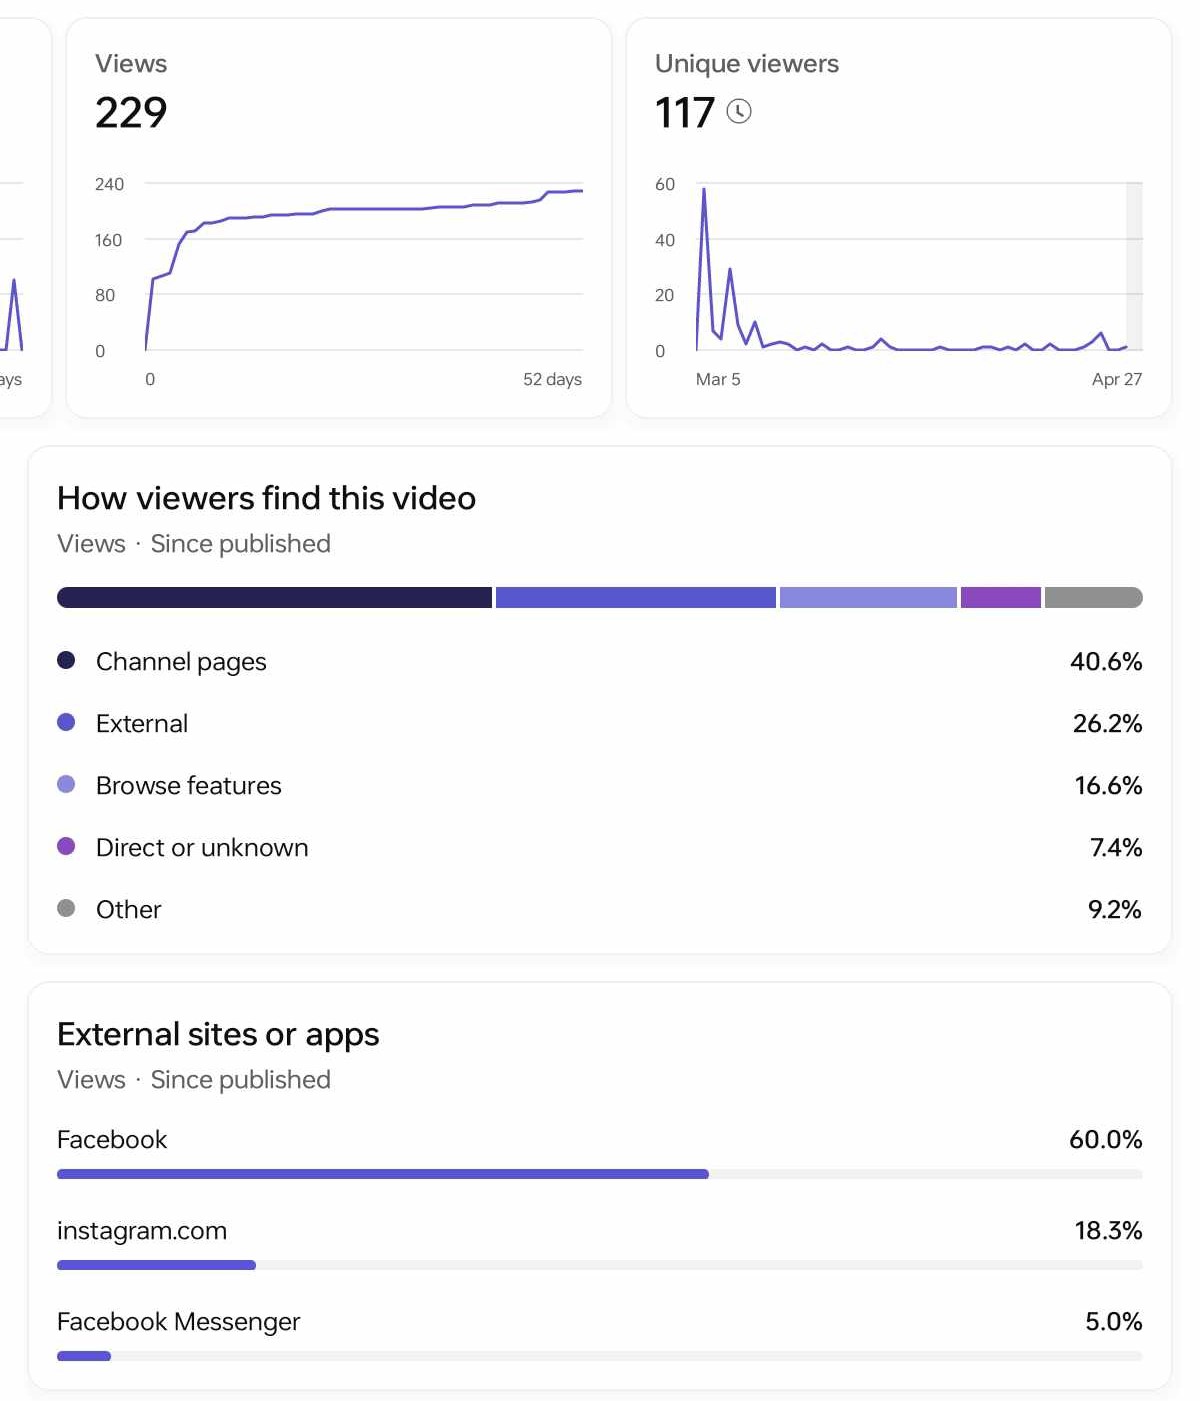 Views
229
240
160
80
0
0
52 days
ays
Unique viewers
117
60
40
20
0
Mar 5
Apr 27
How viewers find this video
Views · Since published
Channel pages 40.6%
External 26.2%
Browse features 16.6%
Direct or unknown 7.4%
Other 9.2%
External sites or apps
Views · Since published
Facebook 60.0%
instagram.com 18.3%
Facebook Messenger 5.0%